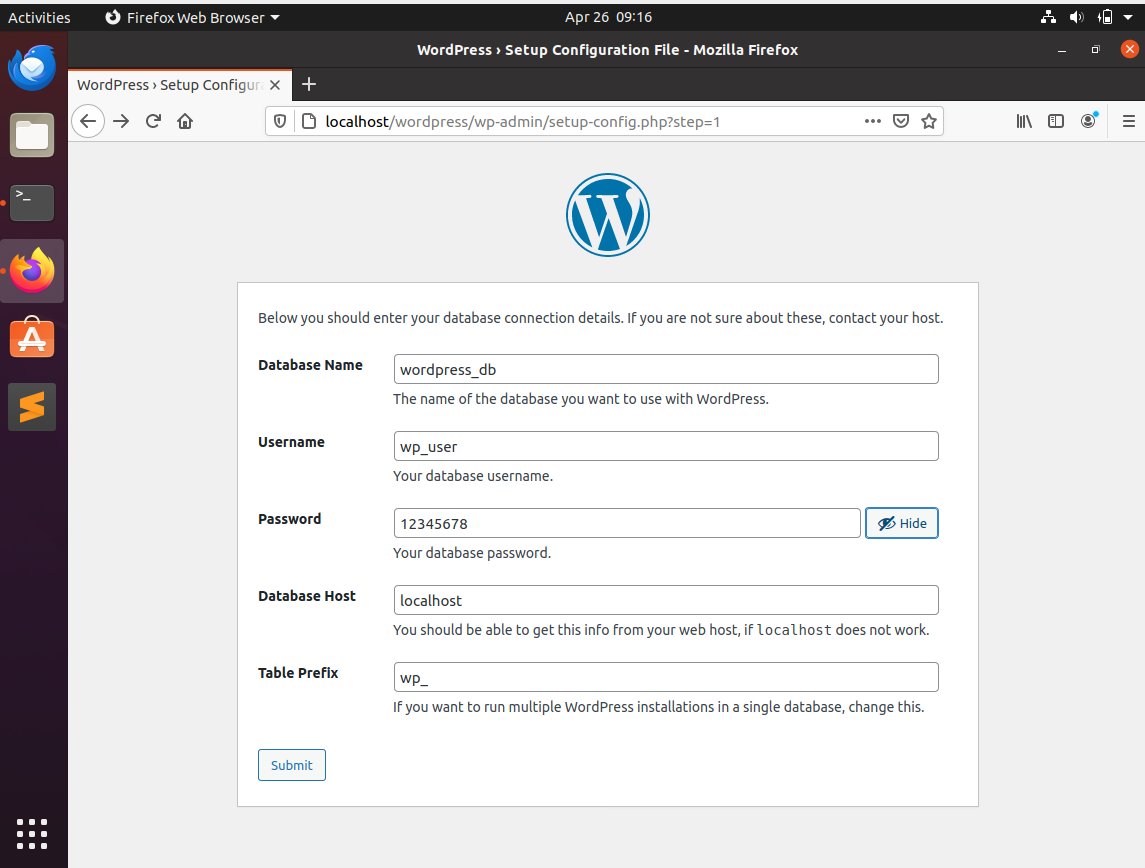 Activities
Firefox Web Browser
Apr 26 09:16
WordPress › Setup Configuration File - Mozilla Firefox
WordPress › Setup Configur
localhost/wordpress/wp-admin/setup-config.php?step=1
Below you should enter your database connection details. If you are not sure about these, contact your host.
Database Name
wordpress_db
The name of the database you want to use with WordPress.
Username
wp_user
Your database username.
Password
12345678
Hide
Your database password.
Database Host
localhost
You should be able to get this info from your web host, if localhost does not work.
Table Prefix
wp_
If you want to run multiple WordPress installations in a single database, change this.
Submit